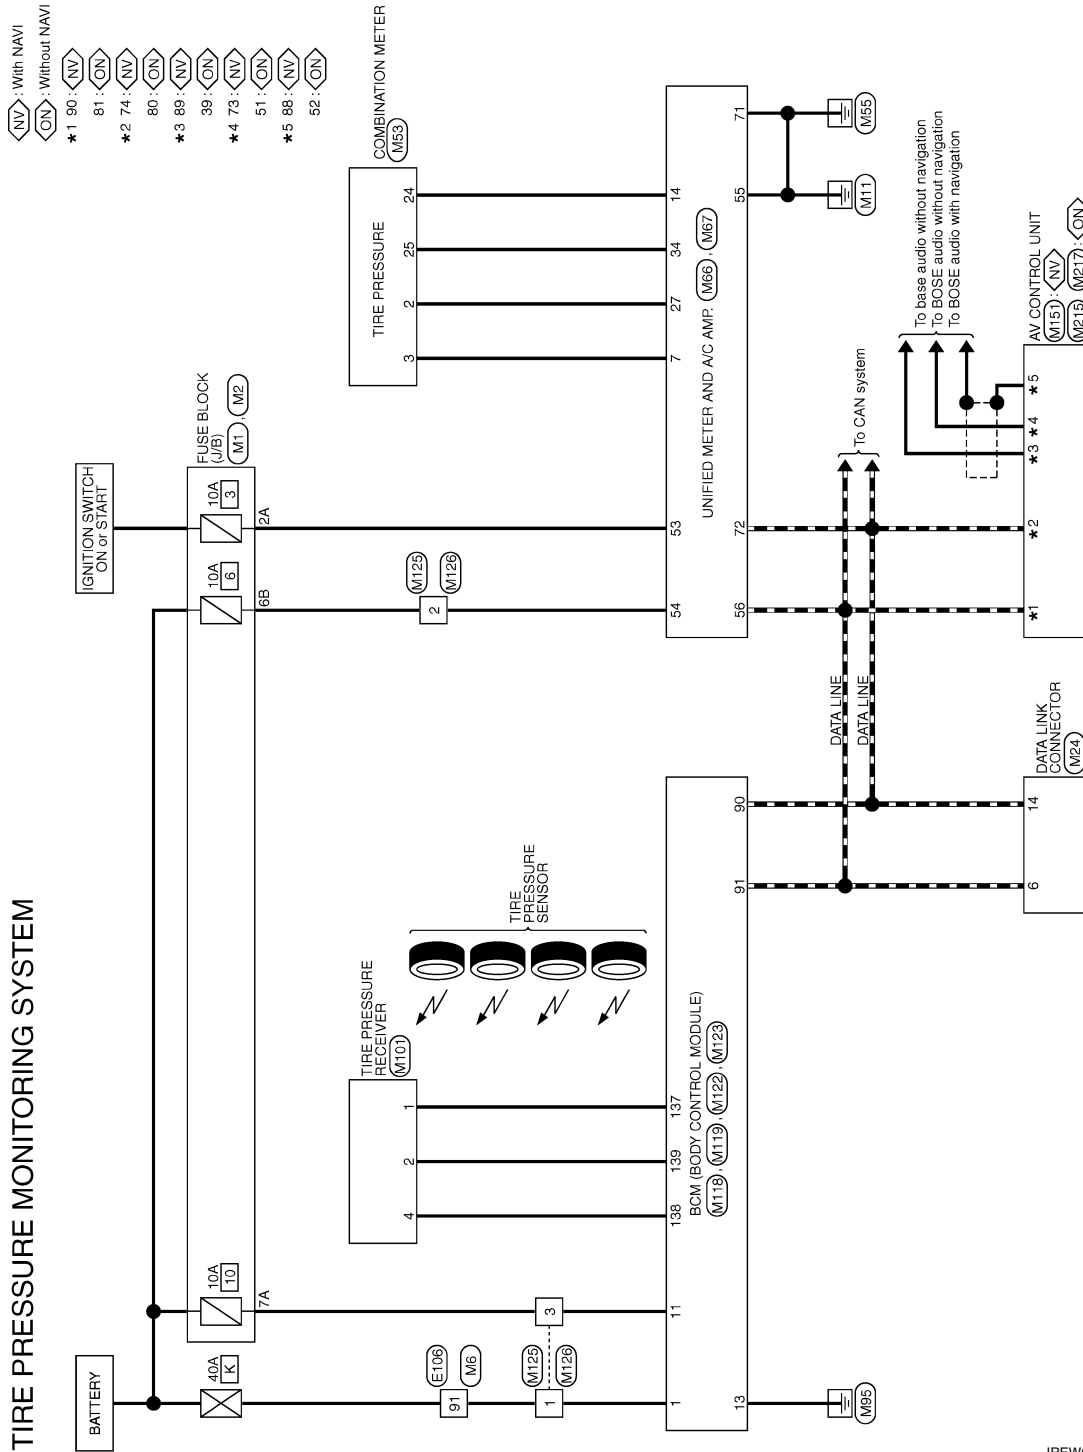 TIRE PRESSURE MONITORING SYSTEM
NV : With NAVI
ON : Without NAVI
*1 90 : NV
81 : ON
*2 74 : NV
80 : ON
*3 89 : NV
39 : ON
*4 73 : NV
51 : ON
*5 88 : NV
52 : ON
BATTERY
IGNITION SWITCH
ON or START
40A
K
10A
10
7A
10A
6
6B
10A
3
2A
FUSE BLOCK
(J/B)
M1 , M2
E106
91
M6
M125
1
3
M126
M125
2
M126
TIRE PRESSURE
RECEIVER
M101
4
2
1
TIRE
PRESSURE
SENSOR
COMBINATION METER
M53
TIRE PRESSURE
3
2
25
24
1
11
138
139
137
BCM (BODY CONTROL MODULE)
M118 , M119 , M122 , M123
13
91
90
M95
54
53
7
27
34
14
UNIFIED METER AND A/C AMP. M66 , M67
56
72
55
71
M11
M55
DATA LINE
DATA LINE
To CAN system
To base audio without navigation
To BOSE audio without navigation
To BOSE audio with navigation
6
14
DATA LINK
CONNECTOR
M24
*1
*2
*3
*4
*5
AV CONTROL UNIT
M151 : NV
M215 M217 : ON